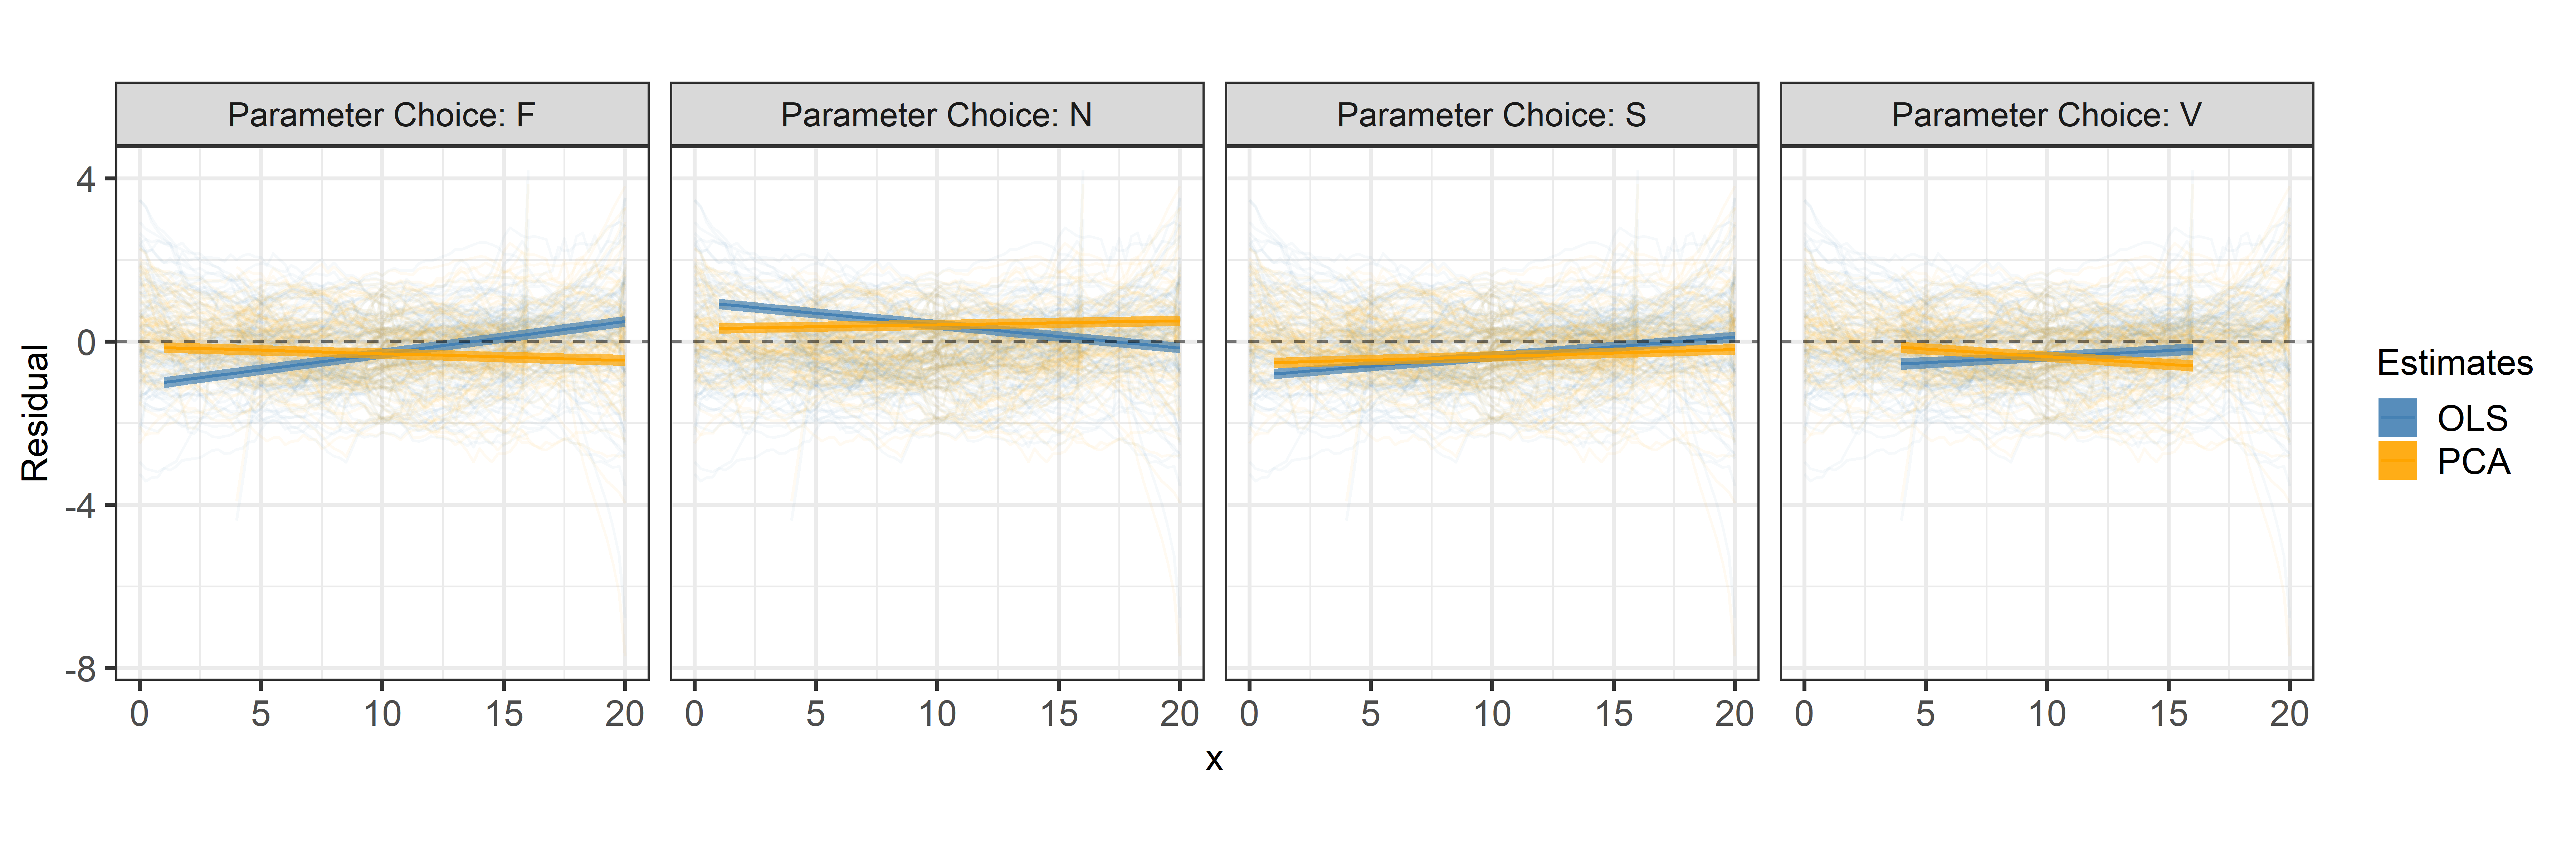 Parameter Choice: F Parameter Choice: N Parameter Choice: S Parameter Choice: V
4
0
-4
-8
Residual
0 5 10 15 20 0 5 10 15 20 0 5 10 15 20 0 5 10 15 20
x
Estimates
OLS
PCA